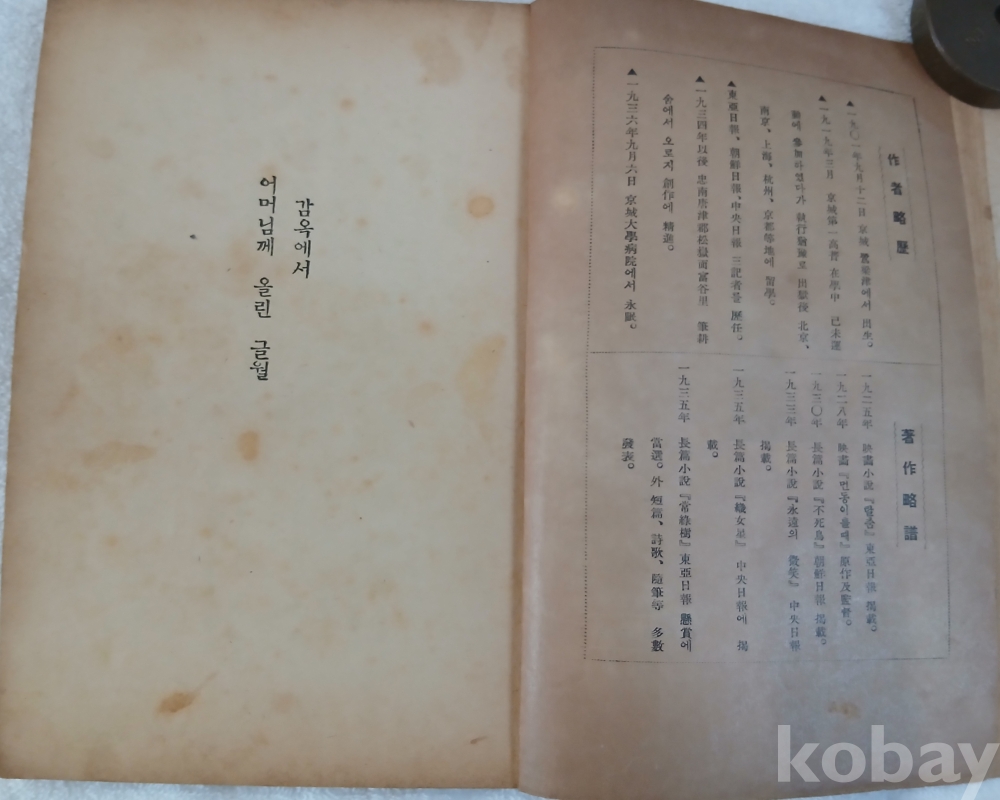 作者略歷
▲一九〇一年九月十二日 京城 鷺梁津에서 出生。
▲一九一九年三月 京城第一高普 在學中 己未運
動에 參加하였다가 執行猶豫로 出獄後 北京、
南京、上海、杭州、京都等地에 留學。
▲東亞日報、朝鮮日報、中央日報 三記者를 歷任。
▲一九三四年以後 忠南唐津郡松嶽面富谷里 筆耕
舍에서 오로지 創作에 精進。
▲一九三六年九月六日 京城大學病院에서 永眠。
著作略譜
一九二五年 映畵小說『탈춤』東亞日報 揭載。
一九二八年 映畵『먼동이틀때』原作及監督。
一九三〇年 長篇小說『不死鳥』朝鮮日報 揭載。
一九三三年 長篇小說『永遠의 微笑』中央日報
揭載。
一九三五年 長篇小說『織女星』中央日報에 揭
載。
一九三五年 長篇小說『常綠樹』東亞日報 懸賞에
當選。外 短篇、詩歌、隨筆等 多數
發表。
감옥에서
어머님께 올린 글월
kobay